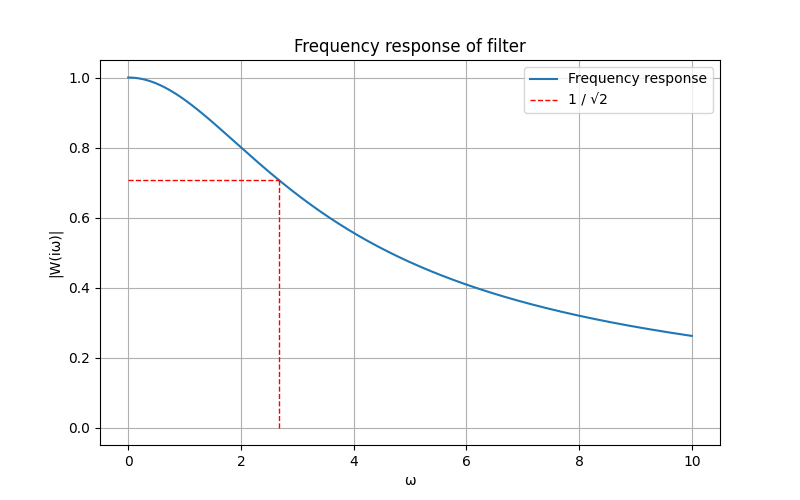 Frequency response of filter
Frequency response
1 / √2
1.0
0.8
0.6
0.4
0.2
0.0
|W(iω)|
0 2 4 6 8 10
ω